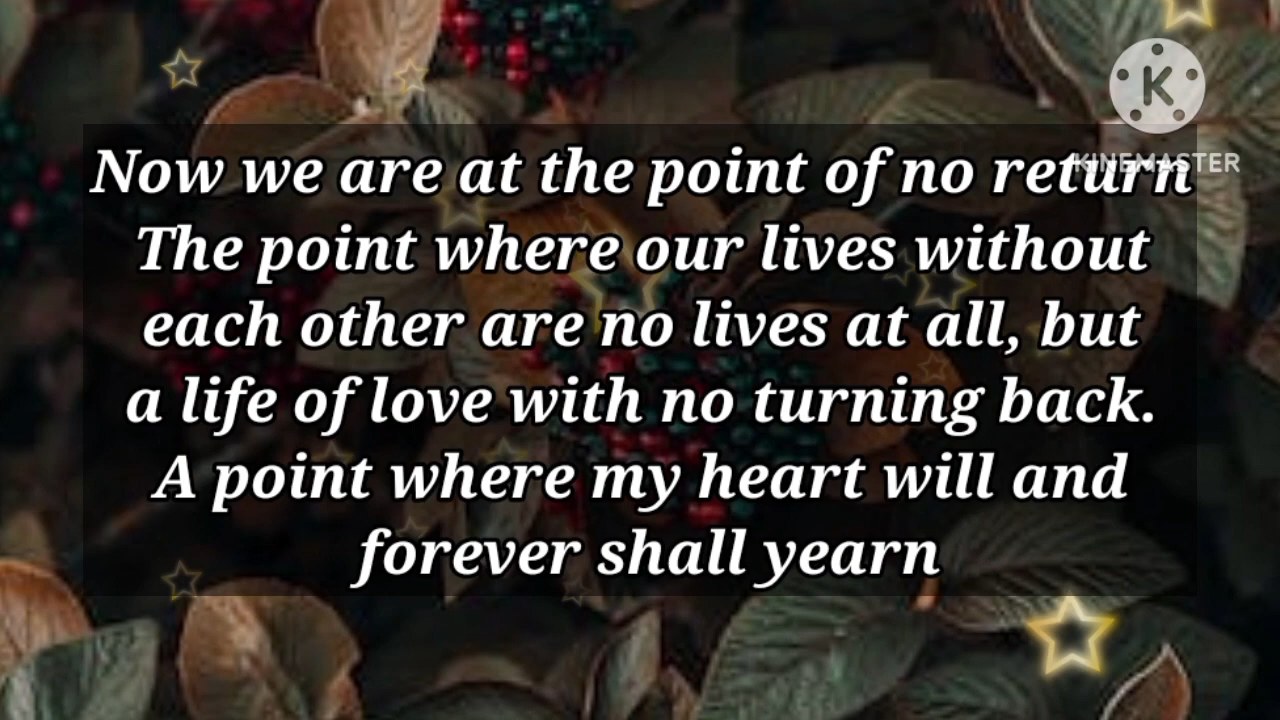 K
KINEMASTER
Now we are at the point of no return
The point where our lives without
each other are no lives at all, but
a life of love with no turning back.
A point where my heart will and
forever shall yearn